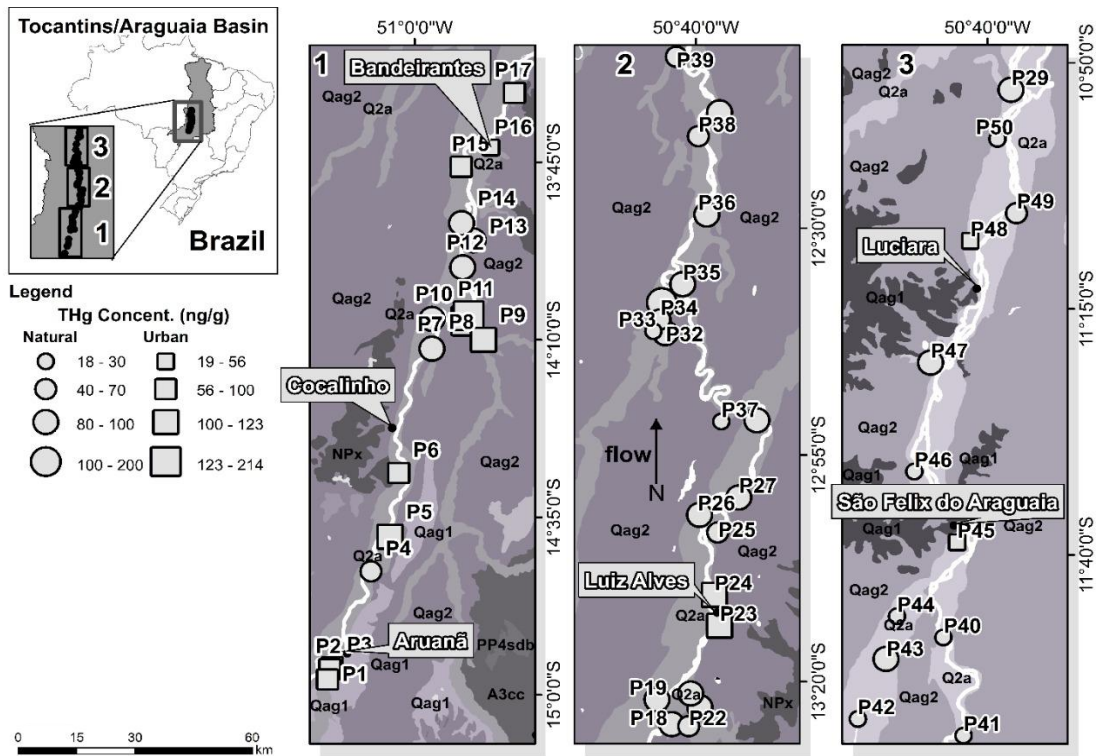 Tocantins/Araguaia Basin
3
2
1
Brazil
Legend
THg Concent. (ng/g)
Natural Urban
18 - 30 19 - 56
40 - 70 56 - 100
80 - 100 100 - 123
100 - 200 123 - 214
0 15 30 60
km
51°0'0"W
1
Bandeirantes
P17
Qag2
Q2a
P16
P15
Q2a
13°45'0"S
P14
P13
P12
Qag2
P11
Qag2
P10
Q2a
P9
P7
P8
14°10'0"S
Cocalinho
NPx
P6
Qag2
P5
14°35'0"S
Qag1
P4
Q2a
Qag2
PP4sdb
P3
P2
Aruanã
P1
Qag1
Qag1
Qag1
A3cc
15°0'0"S
50°40'0"W
2
P39
P38
Qag2
P36
Qag2
12°30'0"S
P35
P34
P33
P32
P37
flow
N
12°55'0"S
P27
P26
P25
Qag2
Qag2
P24
Luiz Alves
Q2a
P23
P19
Q2a
13°20'0"S
P18
P22
NPx
50°40'0"W
3
10°50'0"S
Qag2
Q2a
P29
P50
Q2a
Qag2
P49
P48
Luciara
Qag1
11°15'0"S
P47
P46
Qag1
Qag1
São Felix do Araguaia
Qag1
Qag2
P45
11°40'0"S
Qag2
P44
Q2a
P40
P43
Q2a
Qag2
P42
P41